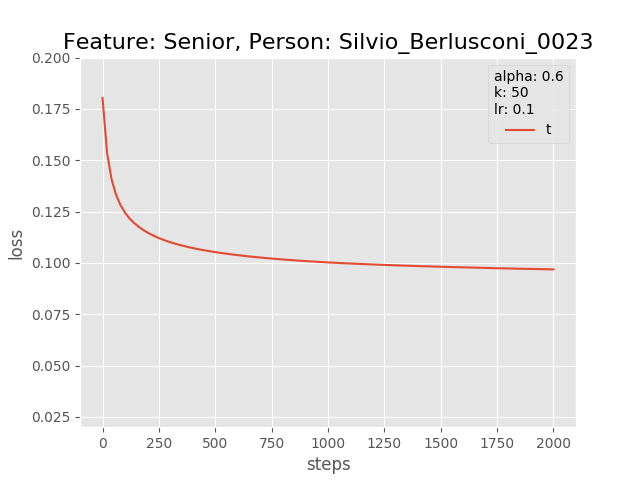 Feature: Senior, Person: Silvio_Berlusconi_0023
0.200
0.175
0.150
0.125
0.100
0.075
0.050
0.025
loss
alpha: 0.6
k: 50
lr: 0.1
t
0 250 500 750 1000 1250 1500 1750 2000
steps